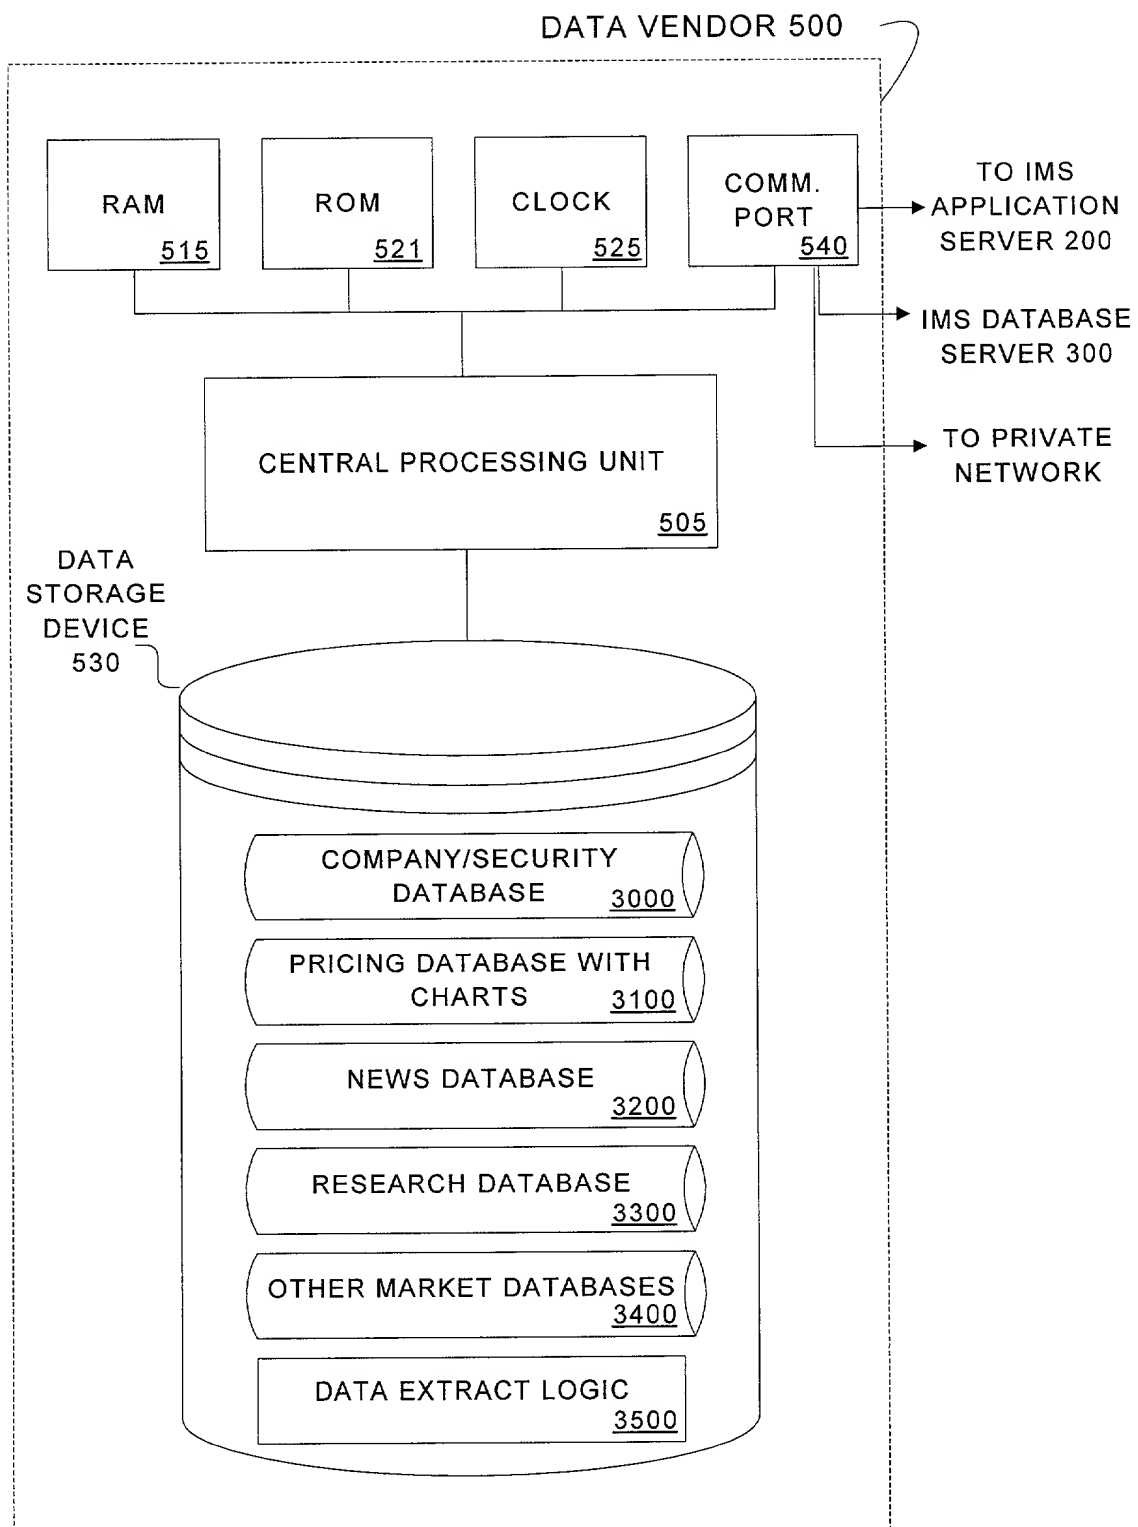 DATA VENDOR 500
RAM
515
ROM
521
CLOCK
525
COMM.
PORT
540
TO IMS
APPLICATION
SERVER 200
IMS DATABASE
SERVER 300
TO PRIVATE
NETWORK
CENTRAL PROCESSING UNIT
505
DATA
STORAGE
DEVICE
530
COMPANY/SECURITY
DATABASE
3000
PRICING DATABASE WITH
CHARTS
3100
NEWS DATABASE
3200
RESEARCH DATABASE
3300
OTHER MARKET DATABASES
3400
DATA EXTRACT LOGIC
3500